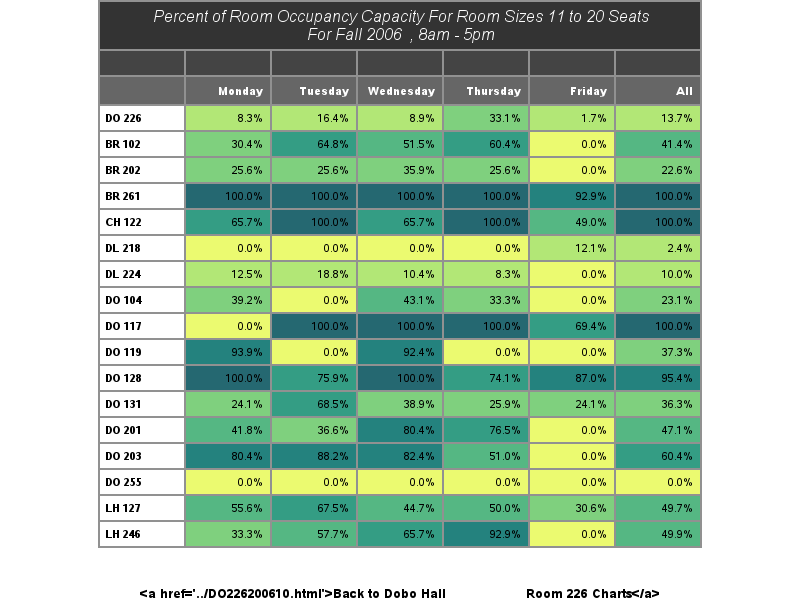 Percent of Room Occupancy Capacity For Room Sizes 11 to 20 Seats
For Fall 2006 , 8am - 5pm
Monday Tuesday Wednesday Thursday Friday All
DO 226 8.3% 16.4% 8.9% 33.1% 1.7% 13.7%
BR 102 30.4% 64.8% 51.5% 60.4% 0.0% 41.4%
BR 202 25.6% 25.6% 35.9% 25.6% 0.0% 22.6%
BR 261 100.0% 100.0% 100.0% 100.0% 92.9% 100.0%
CH 122 65.7% 100.0% 65.7% 100.0% 49.0% 100.0%
DL 218 0.0% 0.0% 0.0% 0.0% 12.1% 2.4%
DL 224 12.5% 18.8% 10.4% 8.3% 0.0% 10.0%
DO 104 39.2% 0.0% 43.1% 33.3% 0.0% 23.1%
DO 117 0.0% 100.0% 100.0% 100.0% 69.4% 100.0%
DO 119 93.9% 0.0% 92.4% 0.0% 0.0% 37.3%
DO 128 100.0% 75.9% 100.0% 74.1% 87.0% 95.4%
DO 131 24.1% 68.5% 38.9% 25.9% 24.1% 36.3%
DO 201 41.8% 36.6% 80.4% 76.5% 0.0% 47.1%
DO 203 80.4% 88.2% 82.4% 51.0% 0.0% 60.4%
DO 255 0.0% 0.0% 0.0% 0.0% 0.0% 0.0%
LH 127 55.6% 67.5% 44.7% 50.0% 30.6% 49.7%
LH 246 33.3% 57.7% 65.7% 92.9% 0.0% 49.9%
<a href='../DO226200610.html'>Back to Dobo Hall Room 226 Charts</a>